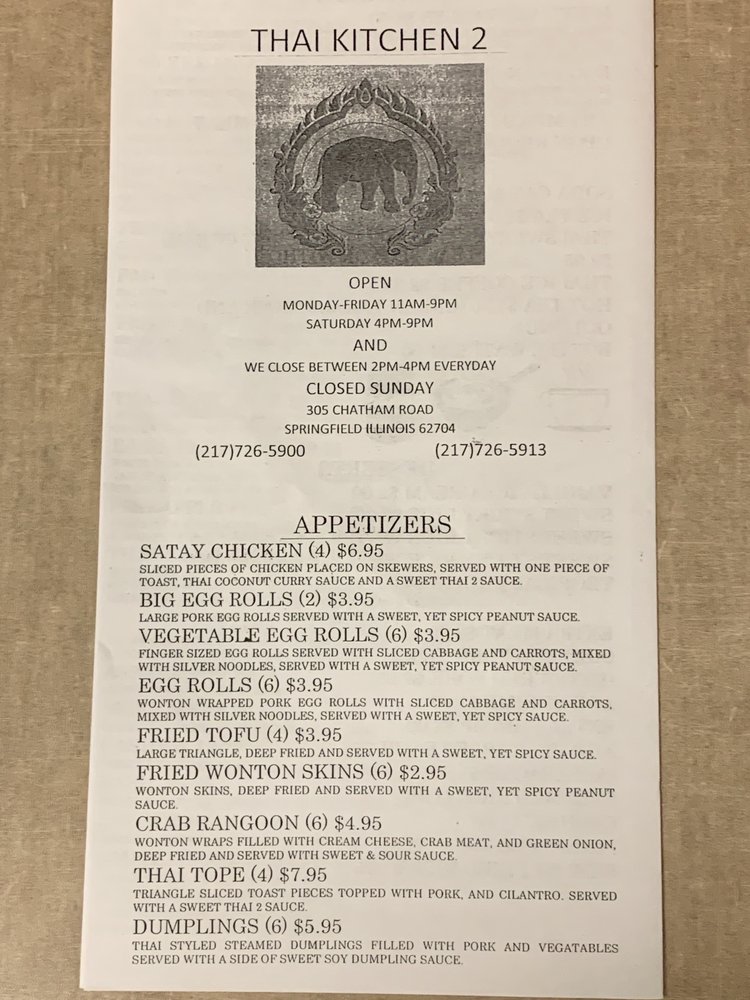 THAI KITCHEN 2
OPEN
MONDAY-FRIDAY 11AM-9PM
SATURDAY 4PM-9PM
AND
WE CLOSE BETWEEN 2PM-4PM EVERYDAY
CLOSED SUNDAY
305 CHATHAM ROAD
SPRINGFIELD ILLINOIS 62704
(217)726-5900 (217)726-5913
APPETIZERS
SATAY CHICKEN (4) $6.95
SLICED PIECES OF CHICKEN PLACED ON SKEWERS, SERVED WITH ONE PIECE OF
TOAST, THAI COCONUT CURRY SAUCE AND A SWEET THAI 2 SAUCE.
BIG EGG ROLLS (2) $3.95
LARGE PORK EGG ROLLS SERVED WITH A SWEET, YET SPICY PEANUT SAUCE.
VEGETABLE EGG ROLLS (6) $3.95
FINGER SIZED EGG ROLLS SERVED WITH SLICED CABBAGE AND CARROTS, MIXED
WITH SILVER NOODLES, SERVED WITH A SWEET, YET SPICY PEANUT SAUCE.
EGG ROLLS (6) $3.95
WONTON WRAPPED PORK EGG ROLLS WITH SLICED CABBAGE AND CARROTS,
MIXED WITH SILVER NOODLES, SERVED WITH A SWEET, YET SPICY SAUCE.
FRIED TOFU (4) $3.95
LARGE TRIANGLE, DEEP FRIED AND SERVED WITH A SWEET, YET SPICY SAUCE.
FRIED WONTON SKINS (6) $2.95
WONTON SKINS, DEEP FRIED AND SERVED WITH A SWEET, YET SPICY PEANUT
SAUCE.
CRAB RANGOON (6) $4.95
WONTON WRAPS FILLED WITH CREAM CHEESE, CRAB MEAT, AND GREEN ONION,
DEEP FRIED AND SERVED WITH SWEET & SOUR SAUCE.
THAI TOPE (4) $7.95
TRIANGLE SLICED TOAST PIECES TOPPED WITH PORK, AND CILANTRO. SERVED
WITH A SWEET THAI 2 SAUCE.
DUMPLINGS (6) $5.95
THAI STYLED STEAMED DUMPLINGS FILLED WITH PORK AND VEGATABLES
SERVED WITH A SIDE OF SWEET SOY DUMPLING SAUCE.